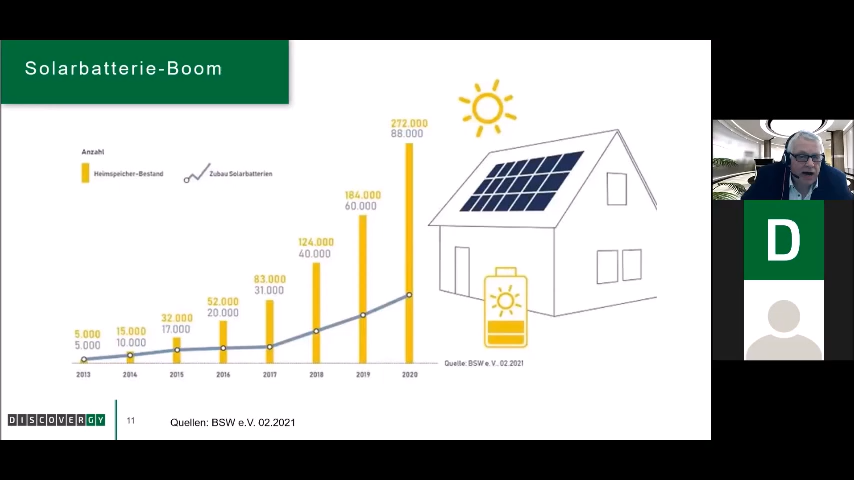 Solarbatterie-Boom
Anzahl
Heimspeicher-Bestand
Zubau Solarbatterien
5.000
5.000
15.000
10.000
32.000
17.000
52.000
20.000
83.000
31.000
124.000
40.000
184.000
60.000
272.000
88.000
2013 2014 2015 2016 2017 2018 2019 2020
Quelle: BSW e.V. 02.2021
DISCOVERGY
11
Quellen: BSW e.V. 02.2021
D